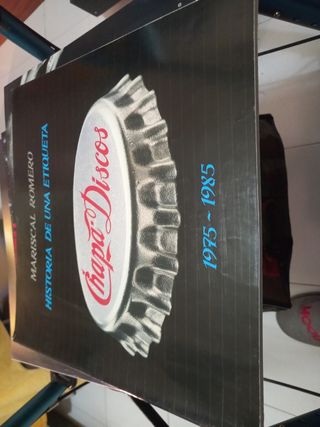 MARISCAL ROMERO
HISTORIA DE UNA ETIQUETA
Chapa Discos
1975 ~ 1985